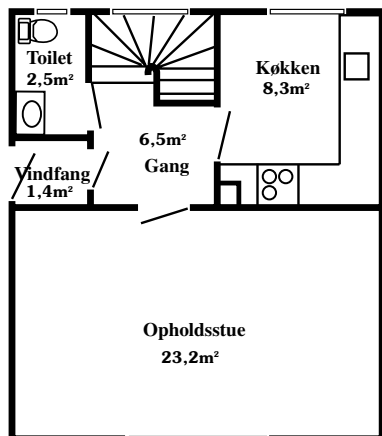 Toilet
2,5m²
Køkken
8,3m²
6,5m²
Gang
Vindfang
1,4m²
Opholdsstue
23,2m²